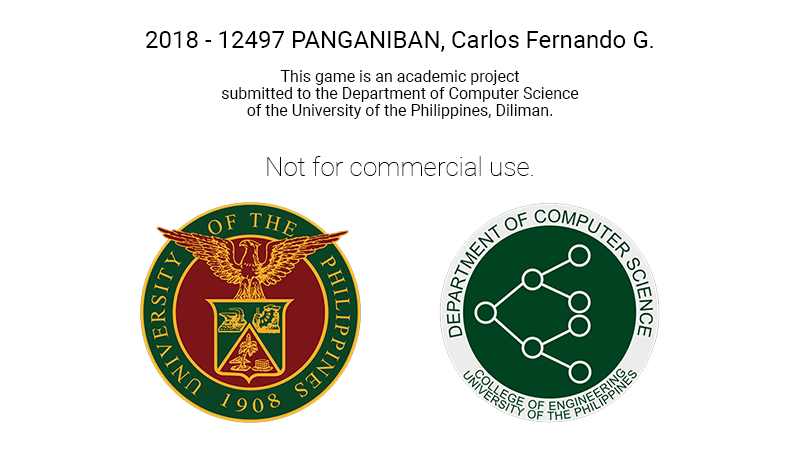 2018 - 12497 PANGANIBAN, Carlos Fernando G.
This game is an academic project
submitted to the Department of Computer Science
of the University of the Philippines, Diliman.
Not for commercial use.
UNIVERSITY OF THE PHILIPPINES
1908
DEPARTMENT OF COMPUTER SCIENCE
COLLEGE OF ENGINEERING
UNIVERSITY OF THE PHILIPPINES